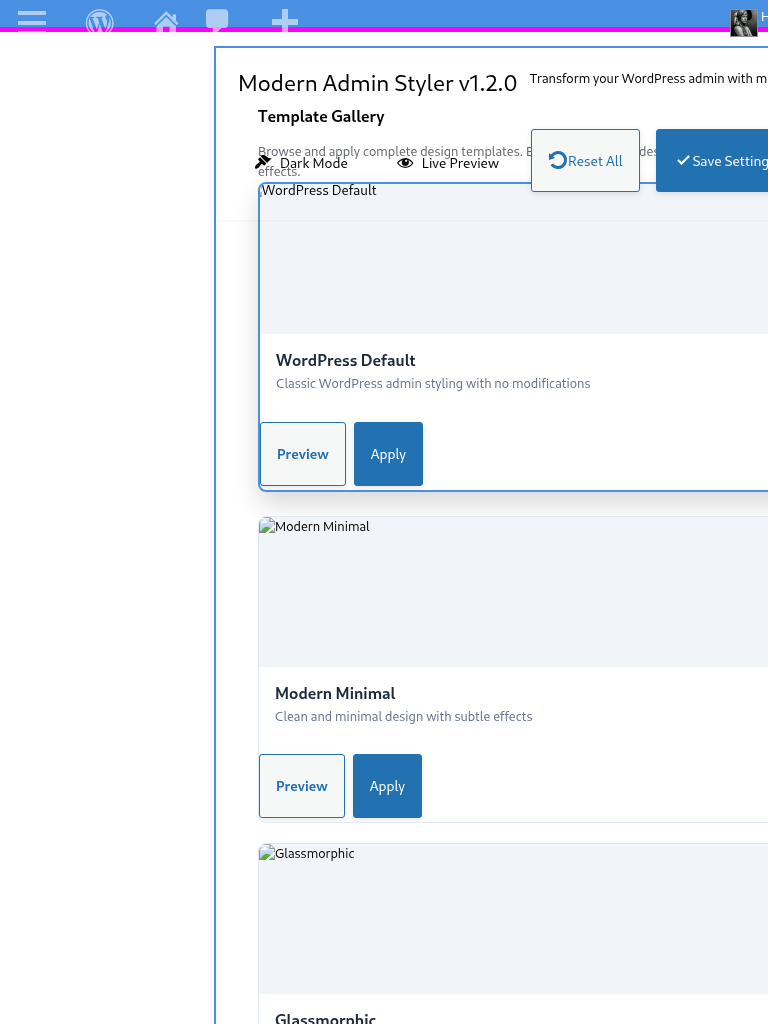 H
Modern Admin Styler v1.2.0
Transform your WordPress admin with m
Template Gallery
Browse and apply complete design templates. E
des
effects.
Dark Mode
Live Preview
Reset All
Save Setting
WordPress Default
WordPress Default
Classic WordPress admin styling with no modifications
Preview
Apply
Modern Minimal
Modern Minimal
Clean and minimal design with subtle effects
Preview
Apply
Glassmorphic
Glassmorphic